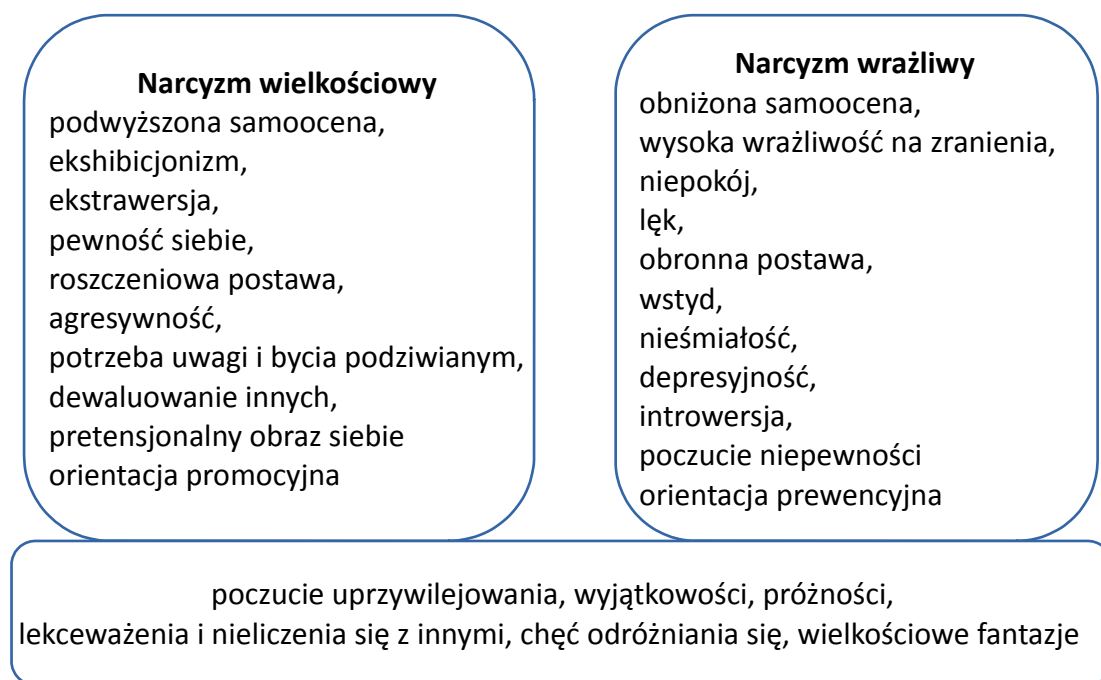 Narcyzm wielkościowy
podwyższona samoocena,
ekshibicjonizm,
ekstrawersja,
pewność siebie,
roszczeniowa postawa,
agresywność,
potrzeba uwagi i bycia podziwianym,
dewaluowanie innych,
pretensjonalny obraz siebie
orientacja promocyjna
Narcyzm wrażliwy
obniżona samoocena,
wysoka wrażliwość na zranienia,
niepokój,
lęk,
obronna postawa,
wstyd,
nieśmiałość,
depresyjność,
introwersja,
poczucie niepewności
orientacja prewencyjna
poczucie uprzywilejowania, wyjątkowości, próżności,
lekceważenia i nieliczenia się z innymi, chęć odróżniania się, wielkościowe fantazje